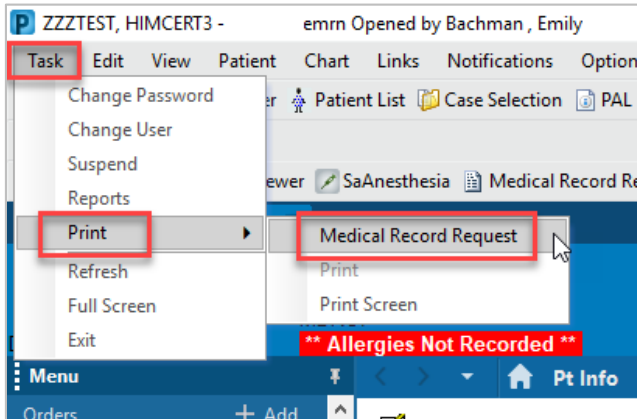 ZZZTEST, HIMCERT3 - emrn Opened by Bachman , Emily
Task Edit View Patient Chart Links Notifications Option
Change Password
er Patient List Case Selection PAL
Change User
Suspend
ewer SaAnesthesia Medical Record Re
Reports
Print
Medical Record Request
Refresh
Print
Full Screen
Print Screen
Exit
** Allergies Not Recorded **
Menu
Pt Info
Orders
+ Add